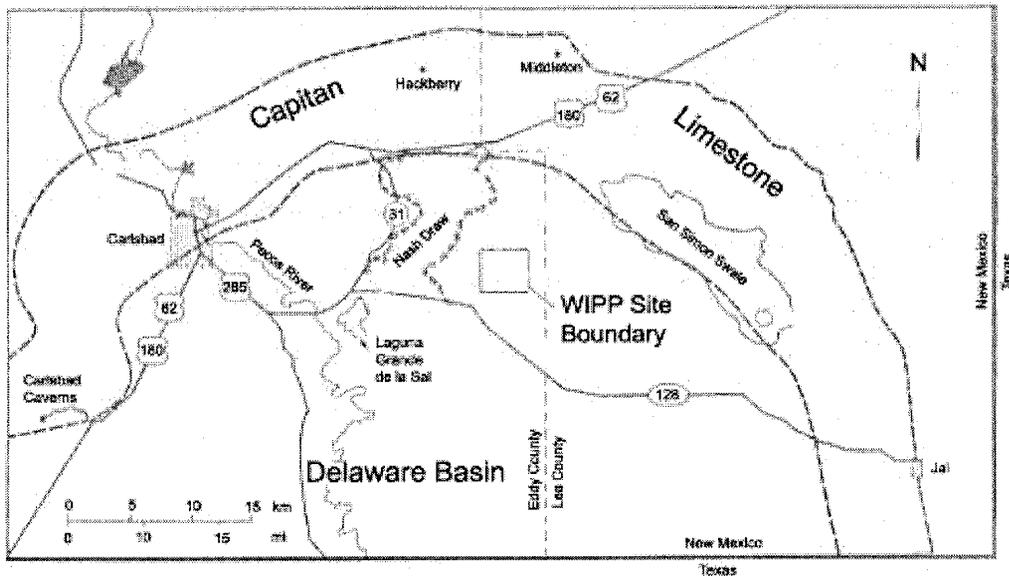 N
Middleton
Hackberry
62
180
Capitan
Limestone
31
Nash Draw
San Simon Swale
Carlsbad
Pecos River
New Mexico
Texas
285
62
180
WIPP Site
Boundary
Laguna
Grande
de la Sal
Carlsbad
Caverns
128
Delaware Basin
Eddy County
Lea County
Jal
0 5 10 15 km
0 10 15 mi
New Mexico
Texas